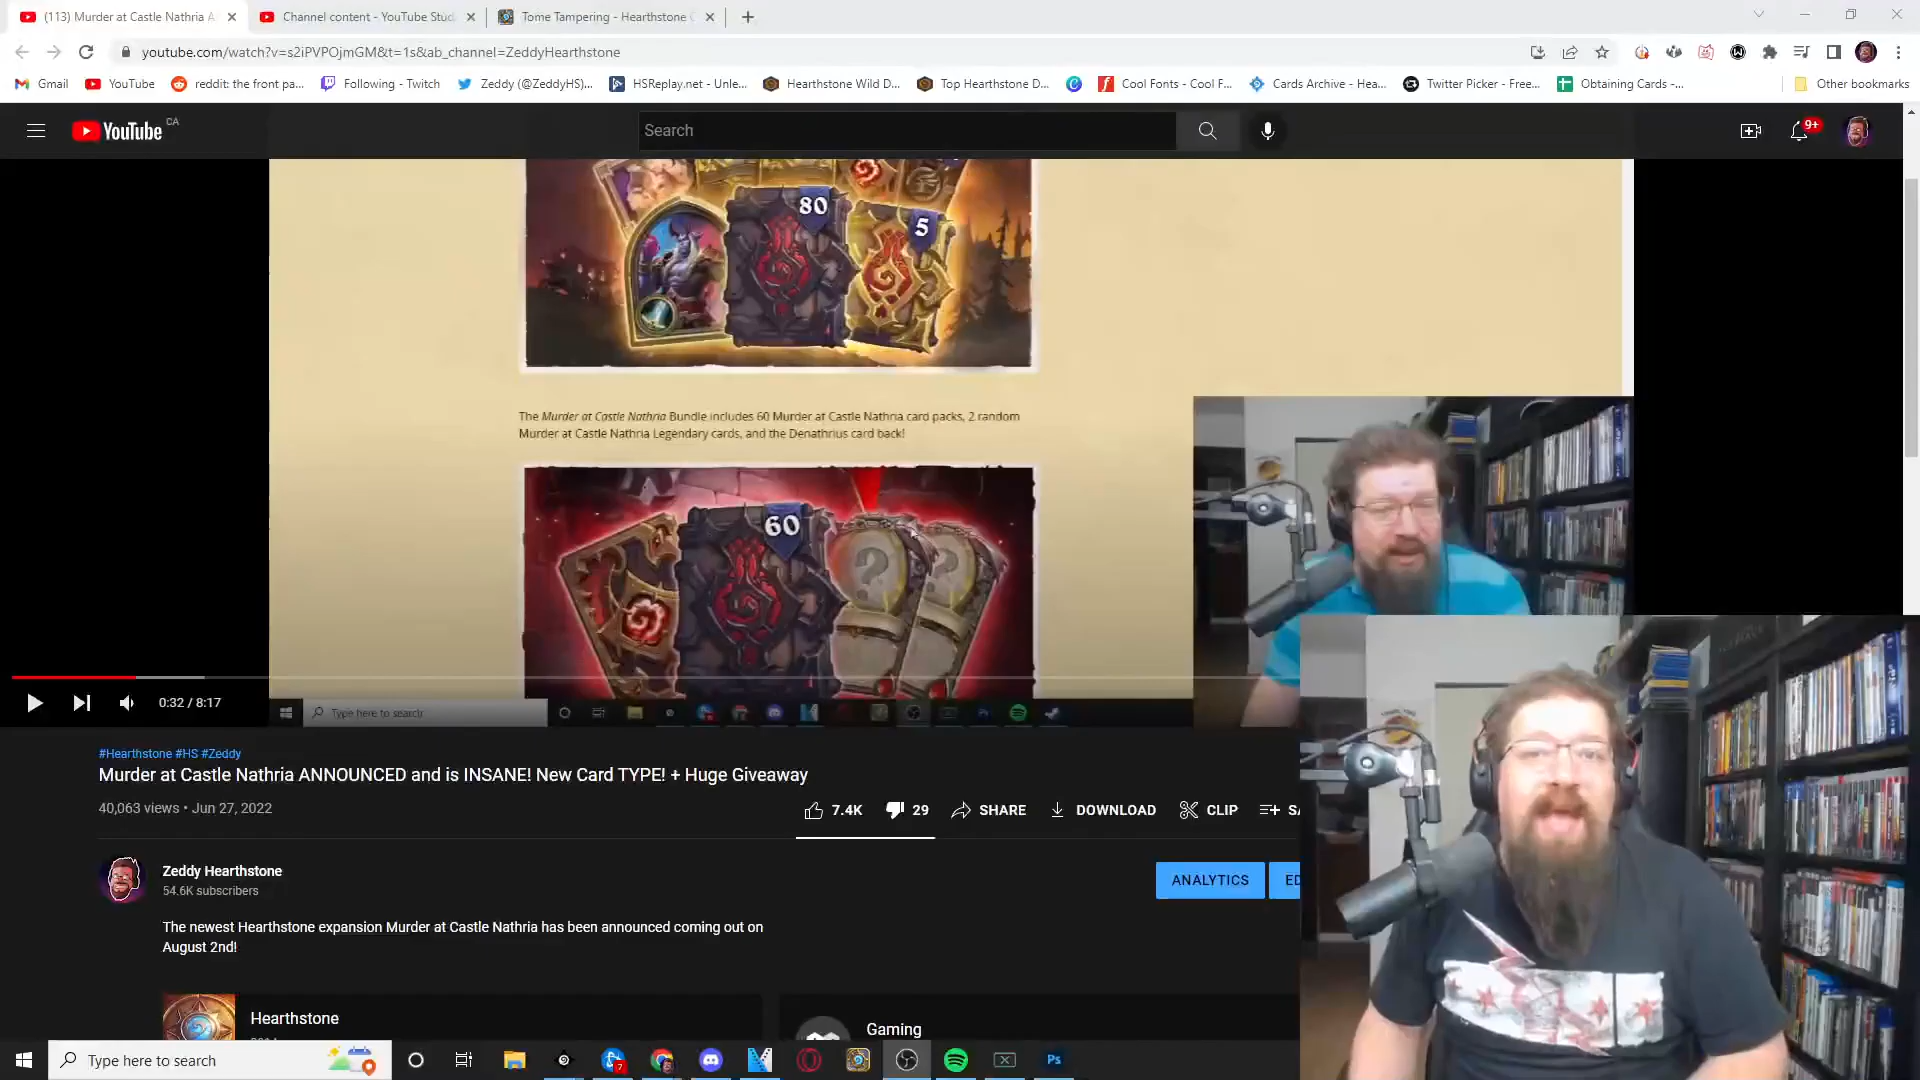 (113) Murder at Castle Nathria A
Channel content - YouTube Stud
Tome Tampering - Hearthstone C
youtube.com/watch?v=s2iPVPOjmGM&t=1s&ab_channel=ZeddyHearthstone
Gmail
YouTube
reddit: the front pa...
Following - Twitch
Zeddy (@ZeddyHS)...
HSReplay.net - Unle...
Hearthstone Wild D...
Top Hearthstone D...
Cool Fonts - Cool F...
Cards Archive - Hea...
Twitter Picker - Free...
Obtaining Cards -...
Other bookmarks
YouTube CA
Search
9+
80
5
The Murder at Castle Nathria Bundle includes 60 Murder at Castle Nathria card packs, 2 random
Murder at Castle Nathria Legendary cards, and the Denathrius card back!
60
? ?
0:32 / 8:17
Type here to search
#Hearthstone #HS #Zeddy
Murder at Castle Nathria ANNOUNCED and is INSANE! New Card TYPE! + Huge Giveaway
40,063 views • Jun 27, 2022
7.4K
29
SHARE
DOWNLOAD
CLIP
SA
Zeddy Hearthstone
54.6K subscribers
ANALYTICS
ED
The newest Hearthstone expansion Murder at Castle Nathria has been announced coming out on
August 2nd!
Hearthstone
Gaming
Type here to search
7
Ps